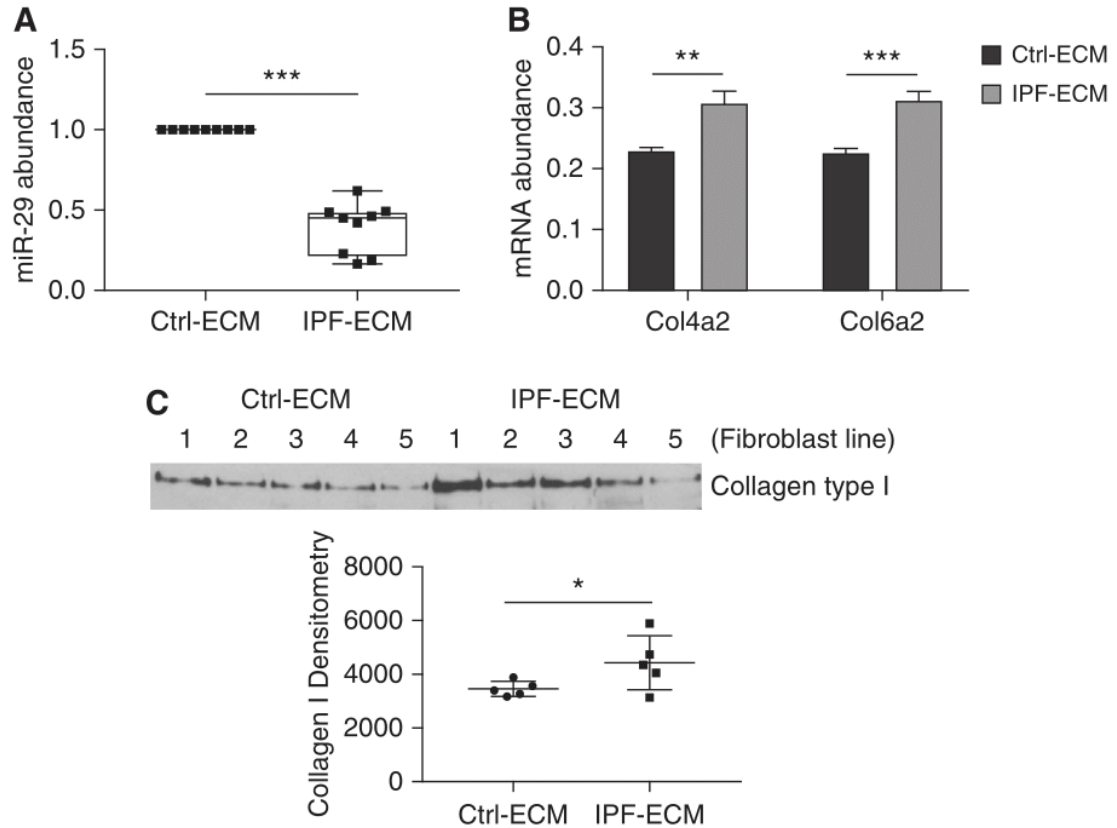 A
1.5
1.0
0.5
0.0
miR-29 abundance
***
Ctrl-ECM IPF-ECM
B
0.4
0.3
0.2
0.1
0.0
mRNA abundance
** ***
Col4a2 Col6a2
Ctrl-ECM
IPF-ECM
C
Ctrl-ECM IPF-ECM
1 2 3 4 5 1 2 3 4 5 (Fibroblast line)
Collagen type I
8000
6000
4000
2000
0
Collagen I Densitometry
*
Ctrl-ECM IPF-ECM